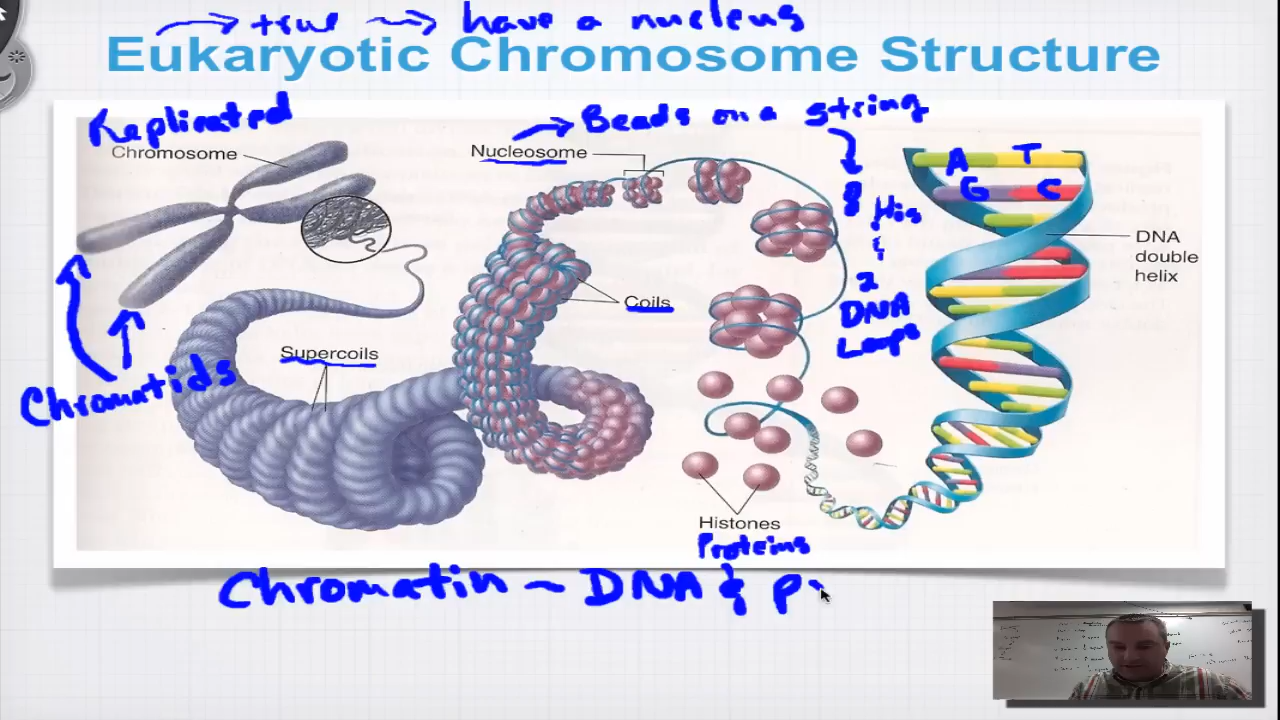 → true → have a nucleus
Eukaryotic Chromosome Structure
Replicated
Chromosome
Nucleosome
→ Beads on a string
8 His
&
2
DNA
Loops
A T
G C
DNA
double
helix
Coils
Supercoils
Chromatids
Histones
Proteins
Chromatin ~ DNA & p